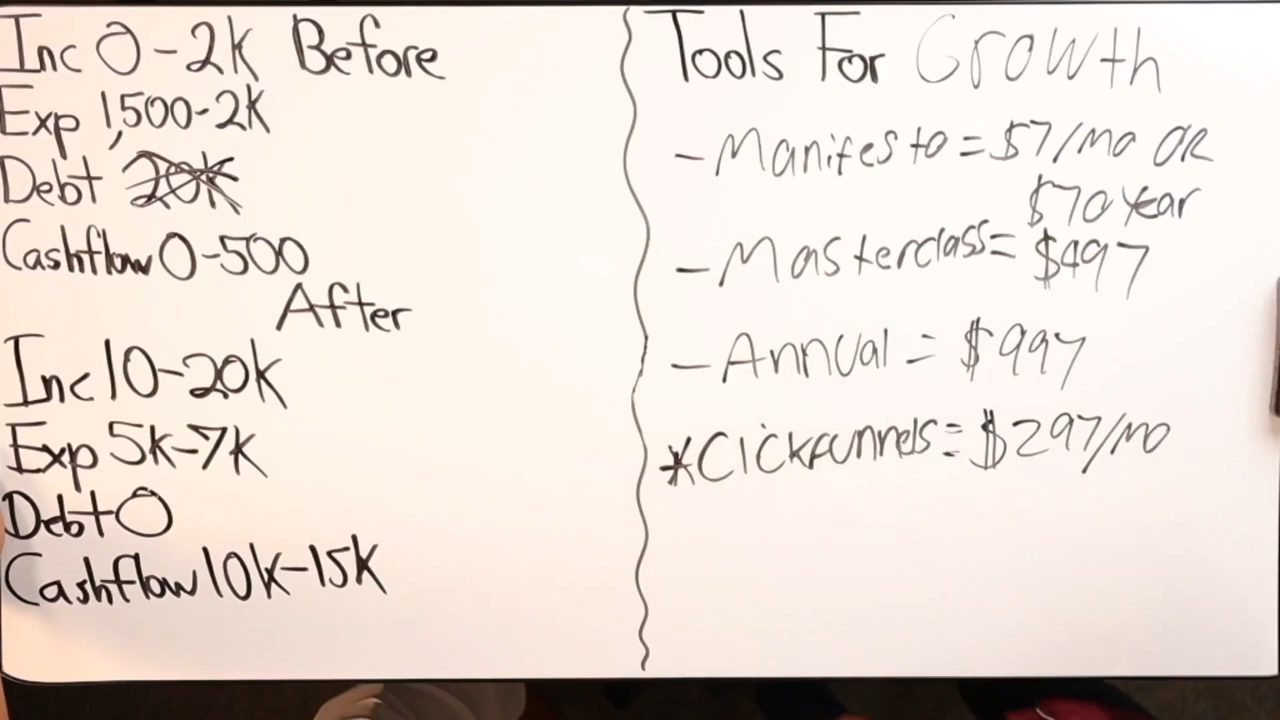 Inc 0-2K Before
Exp 1,500-2K
Debt 20K
Cashflow 0-500
After
Inc 10-20K
Exp 5K-7K
Debt 0
Cashflow 10K-15K
Tools For Growth
- Manifesto = $7/mo OR
$70 Year
- Masterclass = $497
- Annual = $997
*Clickfunnels = $297/mo